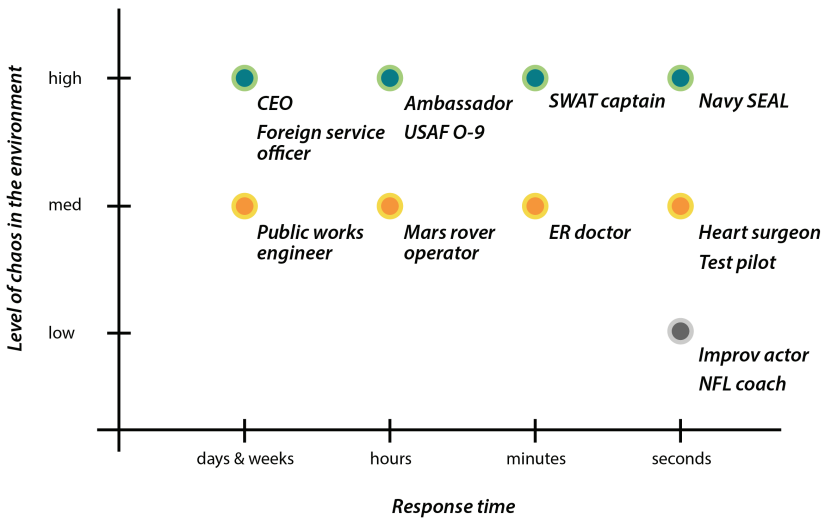 Level of chaos in the environment
high
CEO
Foreign service
officer
Ambassador
USAF O-9
SWAT captain
Navy SEAL
med
Public works
engineer
Mars rover
operator
ER doctor
Heart surgeon
Test pilot
low
Improv actor
NFL coach
days & weeks
hours
minutes
seconds
Response time